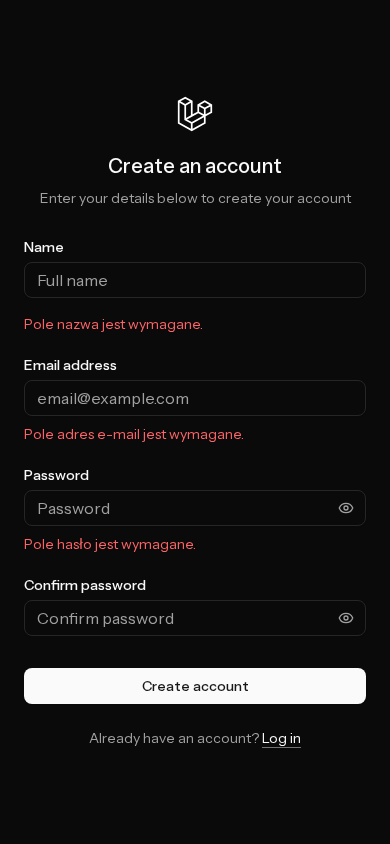 Create an account
Enter your details below to create your account
Name
Full name
Pole nazwa jest wymagane.
Email address
email@example.com
Pole adres e-mail jest wymagane.
Password
Password
Pole hasło jest wymagane.
Confirm password
Confirm password
Create account
Already have an account? Log in